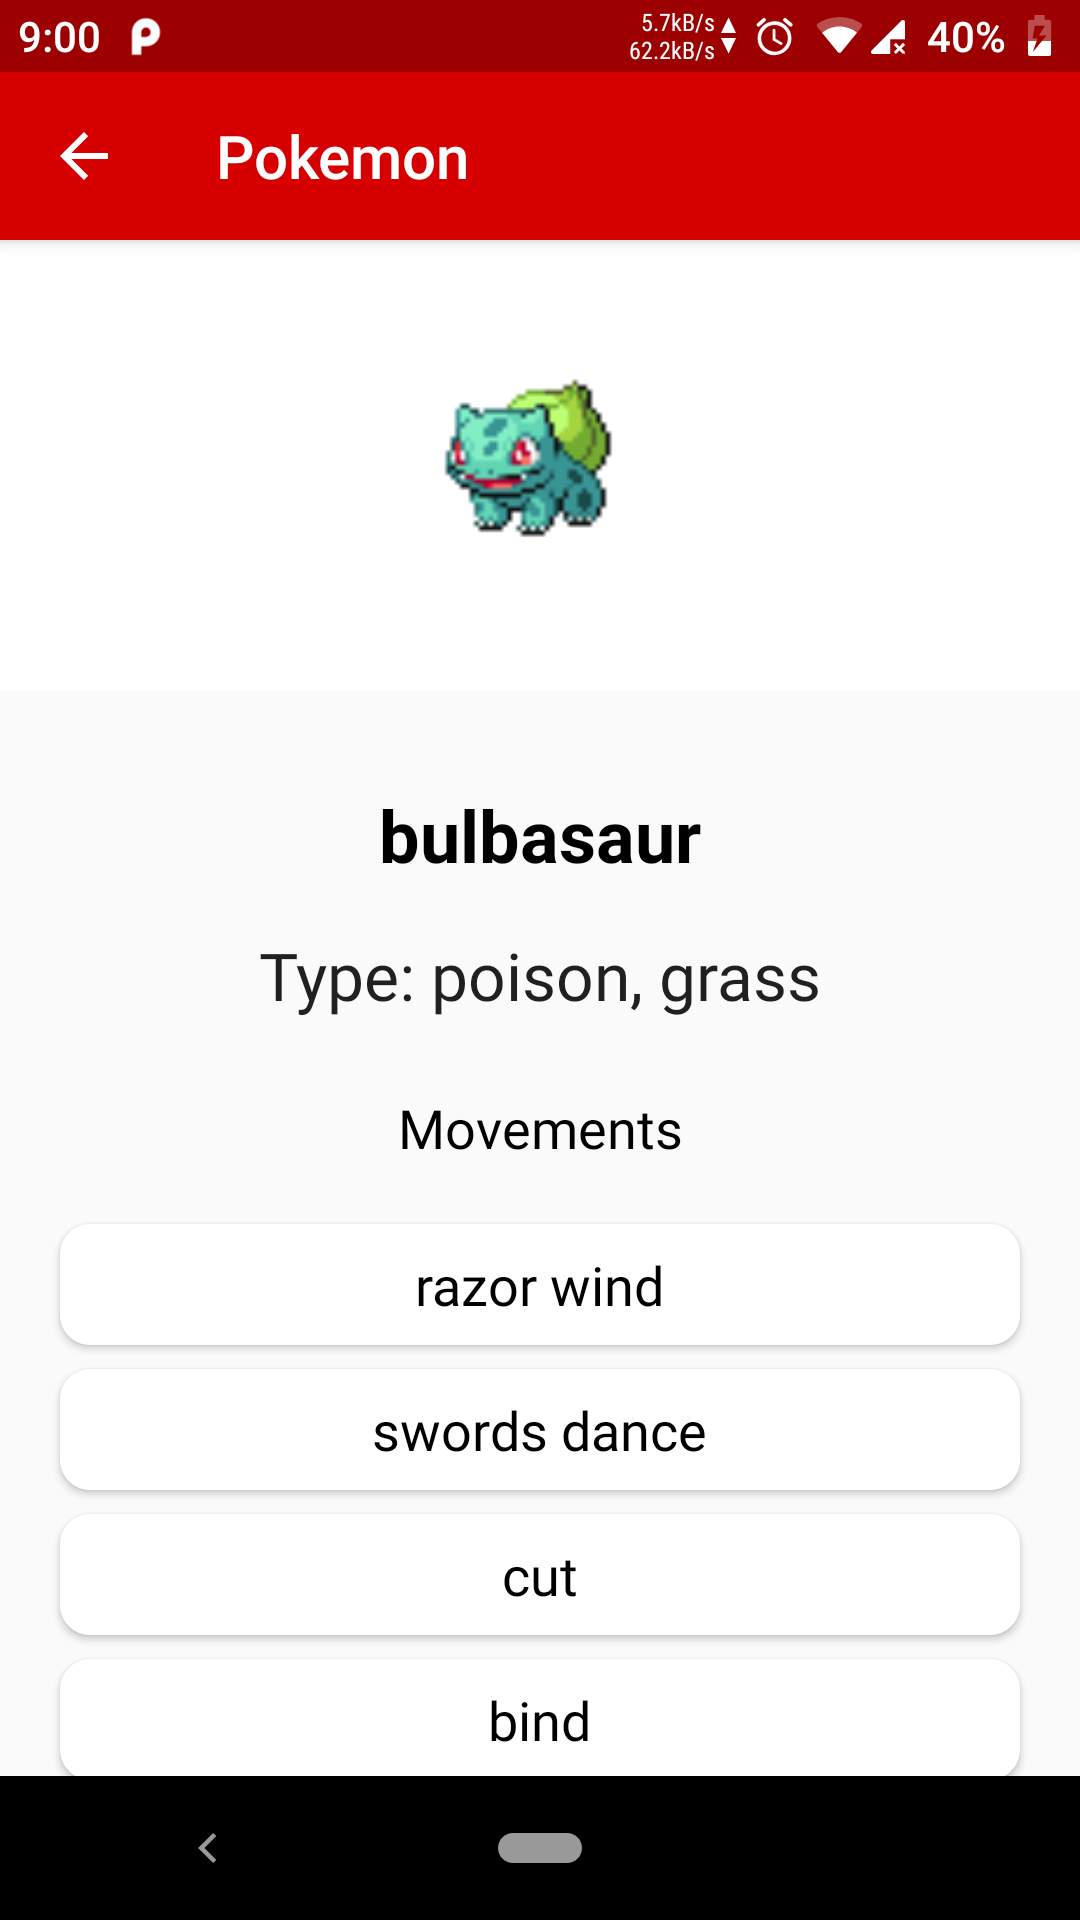 9:00
5.7kB/s
62.2kB/s
40%
Pokemon
bulbasaur
Type: poison, grass
Movements
razor wind
swords dance
cut
bind